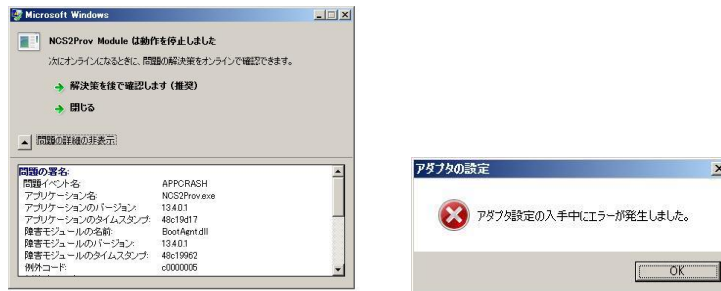 Microsoft Windows
NCS2Prov Module は動作を停止しました
次にオンラインになるときに、問題の解決策をオンラインで確認できます。
解決策を後で確認します (推奨)
閉じる
問題の詳細の非表示
問題の署名:
問題イベント名: APPCRASH
アプリケーション名: NCS2Prov.exe
アプリケーションのバージョン: 13.4.0.1
アプリケーションのタイムスタンプ: 48c19d17
障害モジュールの名前: BootAgnt.dll
障害モジュールのバージョン: 13.4.0.1
障害モジュールのタイムスタンプ: 48c19962
例外コード: c0000005
アダプタの設定
アダプタ設定の入手中にエラーが発生しました。
OK